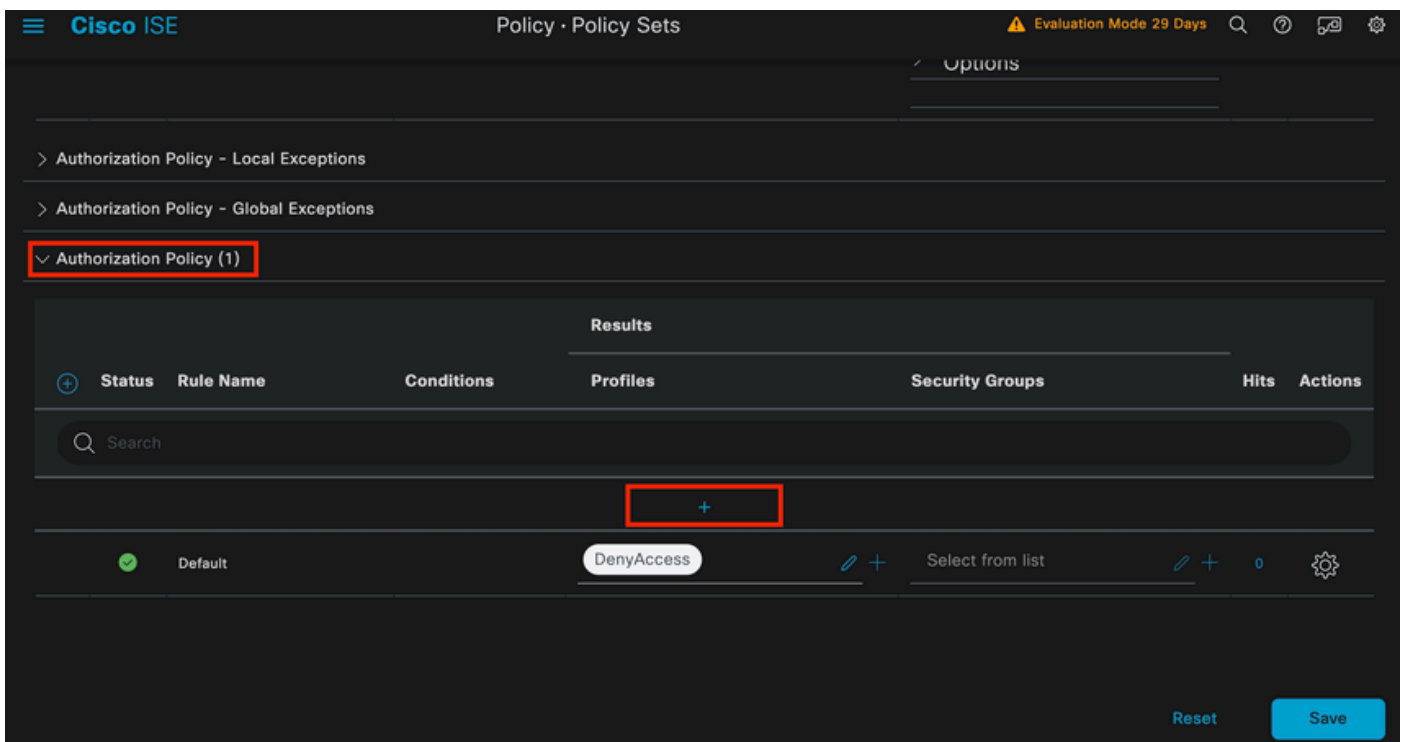 Cisco ISE
Policy · Policy Sets
Evaluation Mode 29 Days
Options
Authorization Policy - Local Exceptions
Authorization Policy - Global Exceptions
Authorization Policy (1)
Results
Status Rule Name Conditions Profiles Security Groups Hits Actions
Search
+
Default DenyAccess + Select from list + 0
Reset Save